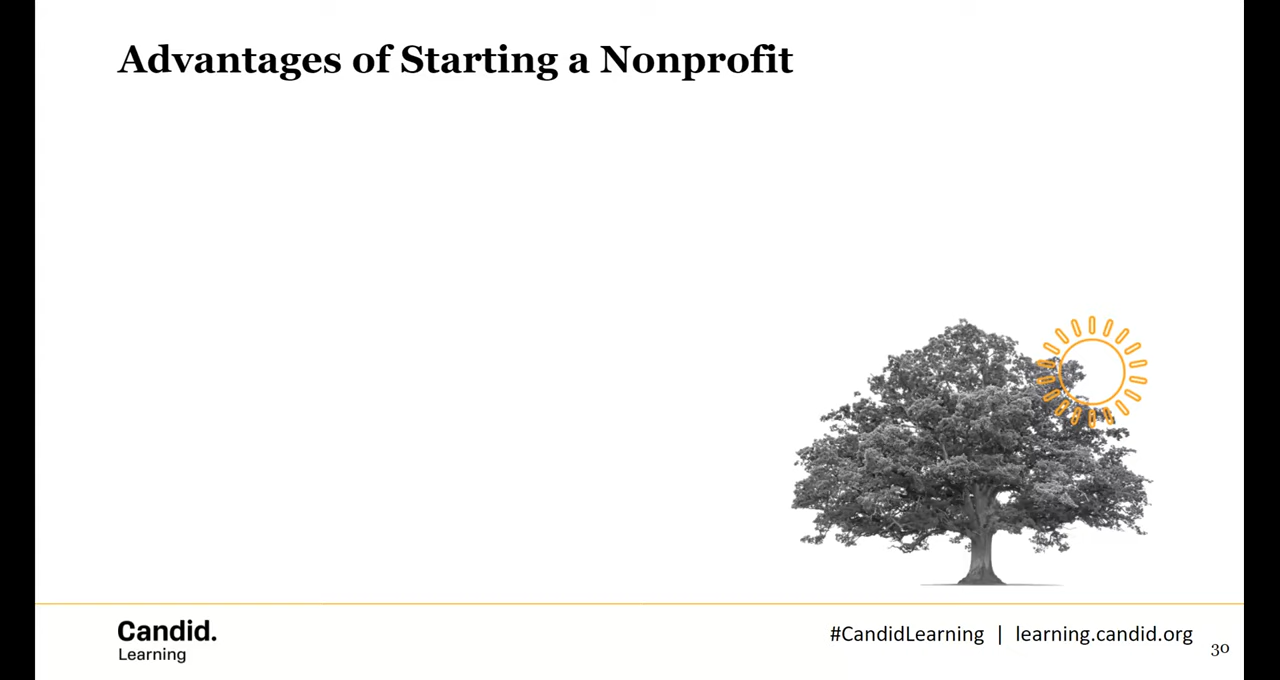 Advantages of Starting a Nonprofit
Candid.
Learning
#CandidLearning | learning.candid.org
30